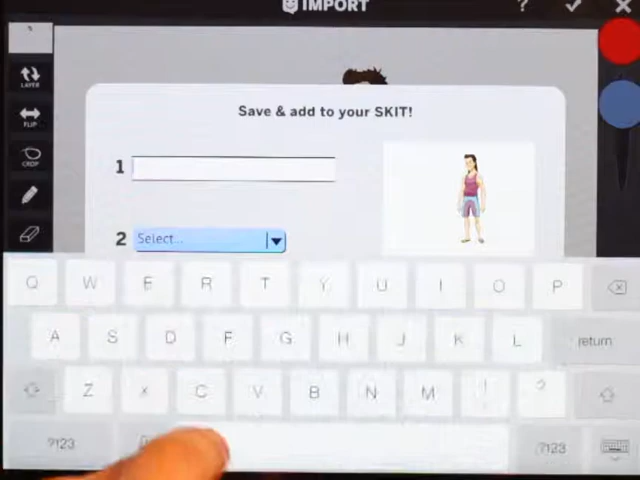 IMPORT
?
LAYER
FLIP
CROP
Save & add to your SKIT!
1
2 Select...
Q W E R T Y U I O P
A S D F G H J K L return
Z X C V B N M ! ?
?123 ?123